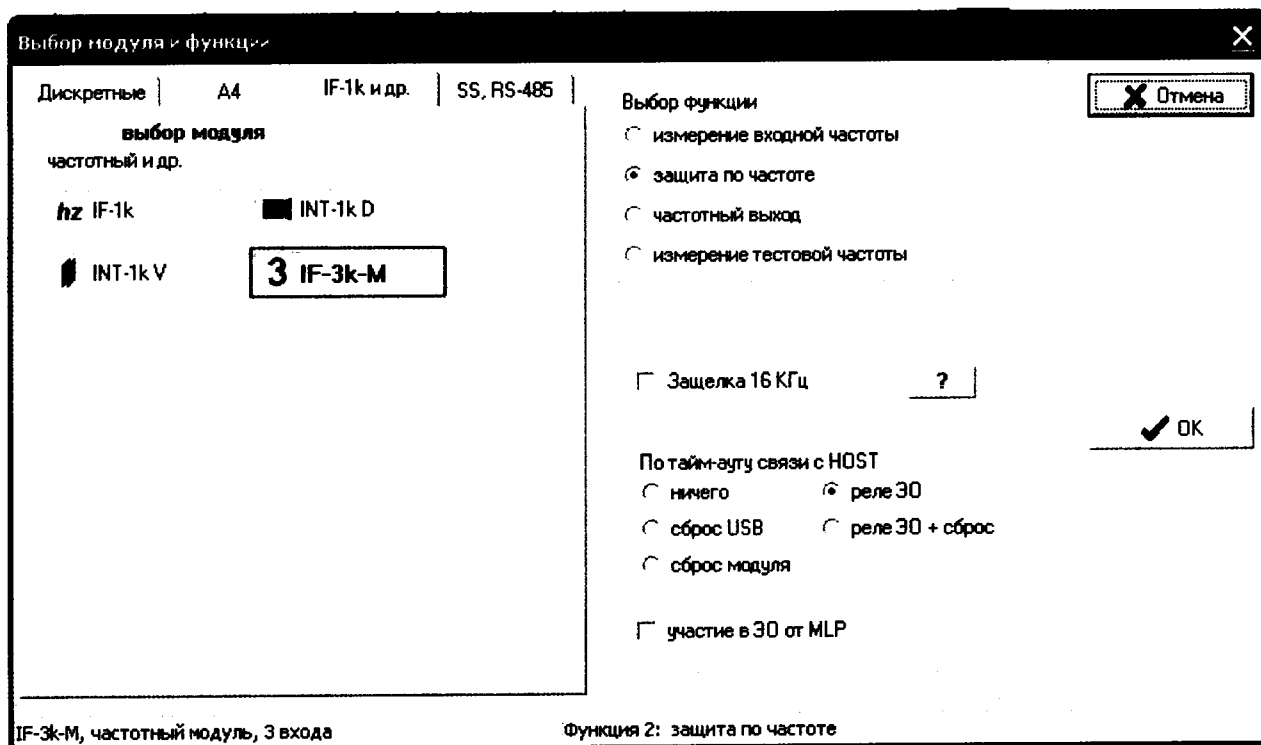 Выбор модуля и функции
Дискретные
A4
IF-1k и др.
SS, RS-485
выбор модуля
частотный и др.
hz IF-1k
INT-1k D
INT-1k V
3 IF-3k-M
Выбор функции
измерение входной частоты
защита по частоте
частотный выход
измерение тестовой частоты
Отмена
Защелка 16 КГц
?
OK
По тайм-ауту связи с HOST
ничего
реле ЗО
сброс USB
реле ЗО + сброс
сброс модуля
участие в ЗО от MLP
IF-3k-M, частотный модуль, 3 входа
Функция 2: защита по частоте